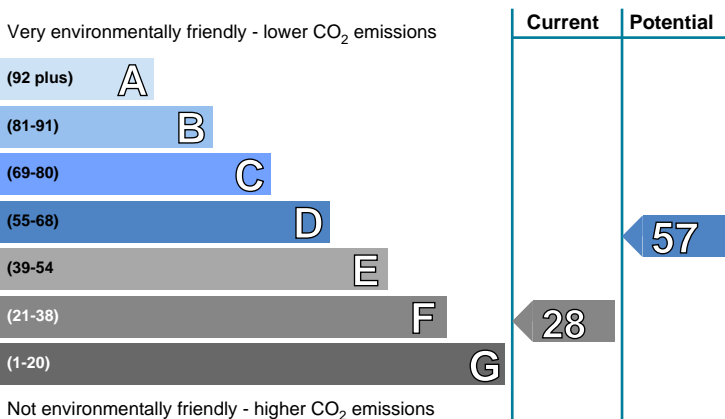 Current Potential
Very environmentally friendly - lower CO2 emissions
(92 plus) A
(81-91) B
(69-80) C
(55-68) D
57
(39-54 E
(21-38) F
28
(1-20) G
Not environmentally friendly - higher CO2 emissions